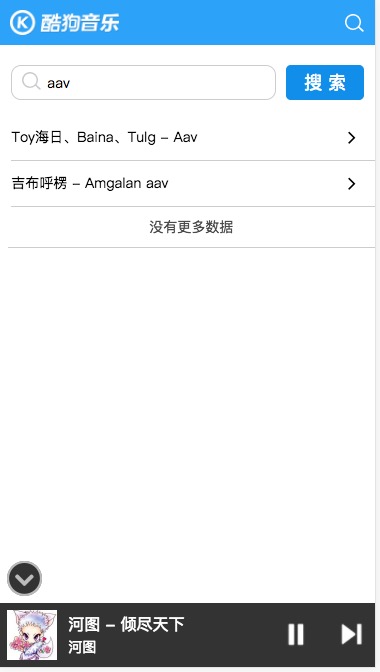 酷狗音乐
aav
搜 索
Toy海日、Baina、Tulg – Aav
吉布呼楞 – Amgalan aav
没有更多数据
河图 – 倾尽天下
河图